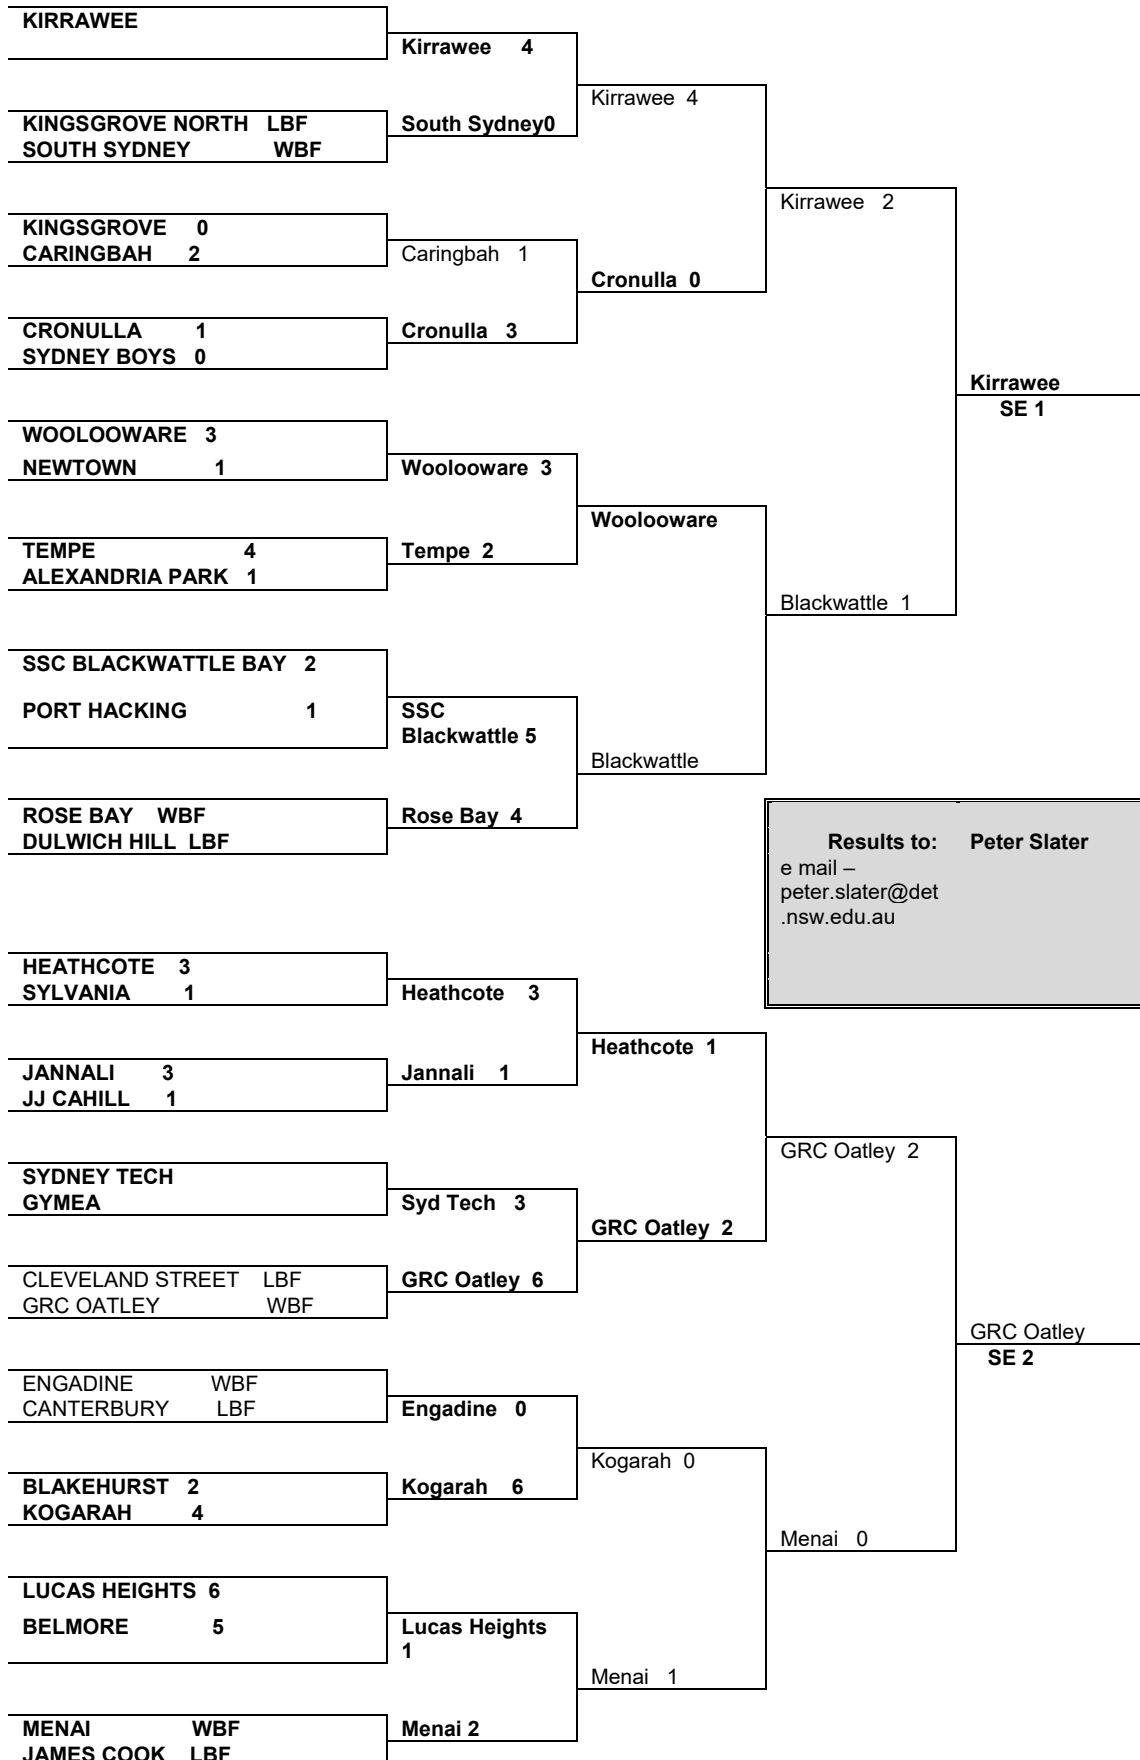 KIRRAWEE
Kirrawee 4
Kirrawee 4
KINGSGROVE NORTH LBF
SOUTH SYDNEY WBF
South Sydney0
Kirrawee 2
KINGSGROVE 0
CARINGBAH 2
Caringbah 1
Cronulla 0
CRONULLA 1
SYDNEY BOYS 0
Cronulla 3
Kirrawee
SE 1
WOOLOOWARE 3
NEWTOWN 1
Woolooware 3
Woolooware
TEMPE 4
ALEXANDRIA PARK 1
Tempe 2
Blackwattle 1
SSC BLACKWATTLE BAY 2
PORT HACKING 1
SSC
Blackwattle 5
Blackwattle
ROSE BAY WBF
DULWICH HILL LBF
Rose Bay 4
Results to: Peter Slater
e mail –
peter.slater@det
.nsw.edu.au
HEATHCOTE 3
SYLVANIA 1
Heathcote 3
Heathcote 1
JANNALI 3
JJ CAHILL 1
Jannali 1
GRC Oatley 2
SYDNEY TECH
GYMEA
Syd Tech 3
GRC Oatley 2
CLEVELAND STREET LBF
GRC OATLEY WBF
GRC Oatley 6
GRC Oatley
SE 2
ENGADINE WBF
CANTERBURY LBF
Engadine 0
Kogarah 0
BLAKEHURST 2
KOGARAH 4
Kogarah 6
Menai 0
LUCAS HEIGHTS 6
BELMORE 5
Lucas Heights
1
Menai 1
MENAI WBF
JAMES COOK LBF
Menai 2